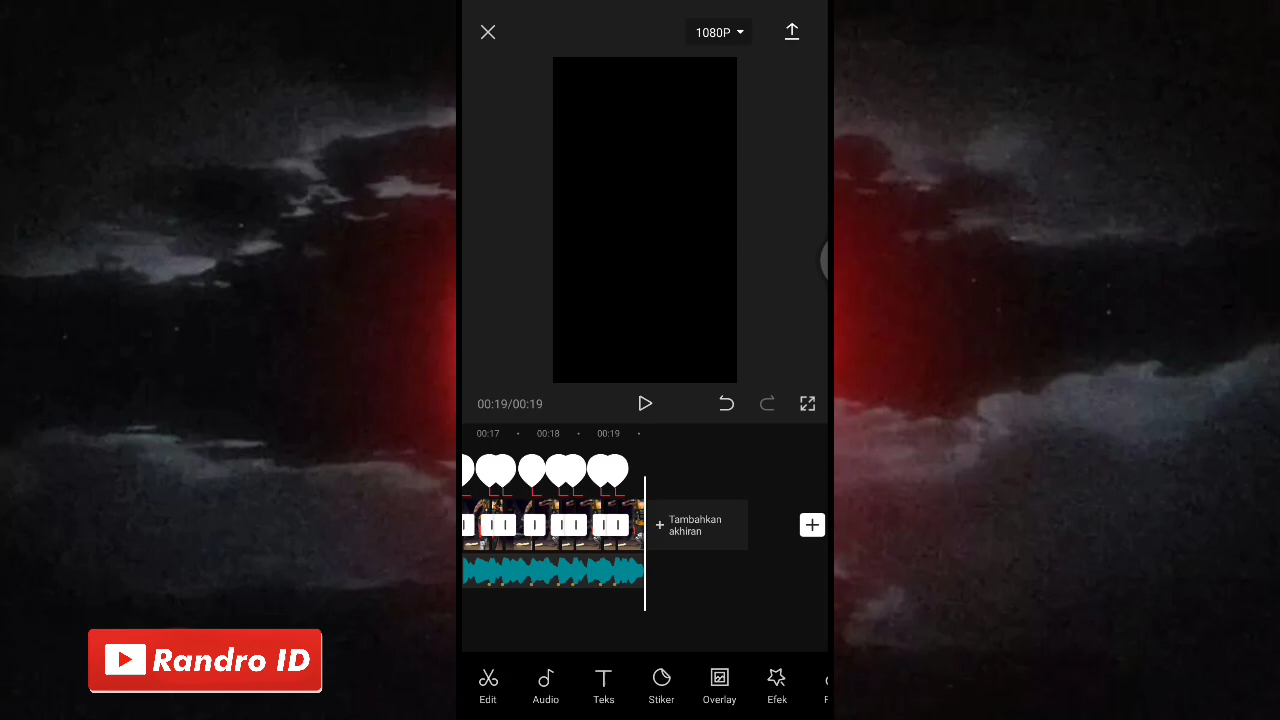 1080P
00:19/00:19
00:17
00:18
00:19
+ Tambahkan
akhiran
Randro ID
Edit
Audio
Teks
Stiker
Overlay
Efek